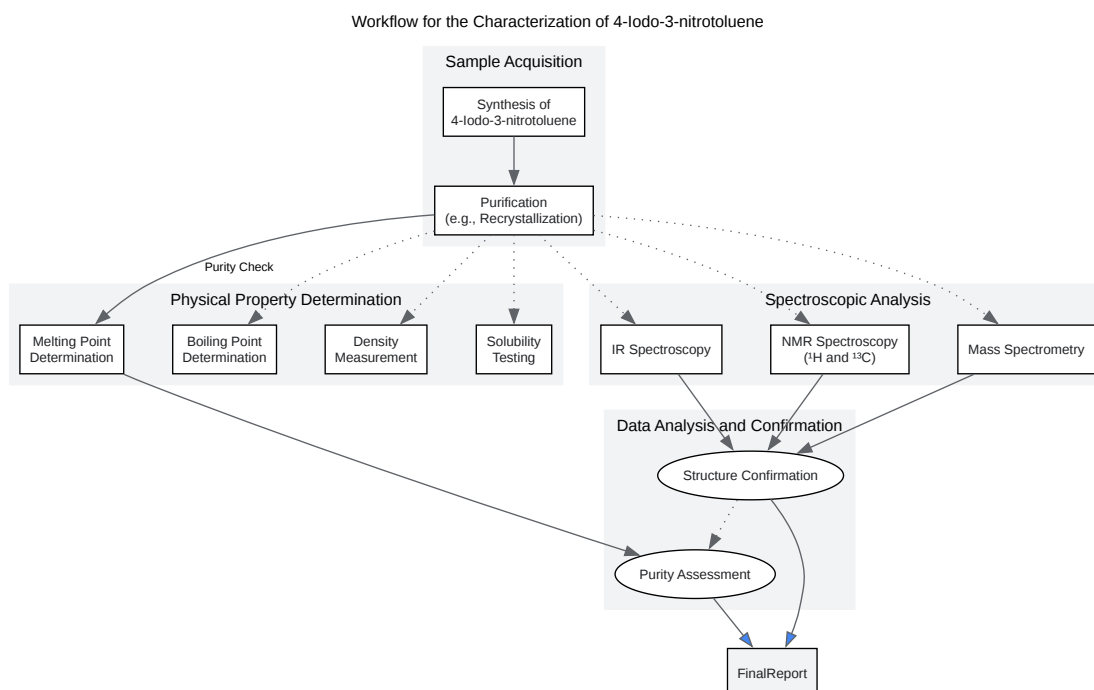 Workflow for the Characterization of 4-Iodo-3-nitrotoluene
Sample Acquisition
Synthesis of
4-Iodo-3-nitrotoluene
Purification
(e.g., Recrystallization)
Purity Check
Physical Property Determination
Spectroscopic Analysis
Melting Point
Determination
Boiling Point
Determination
Density
Measurement
Solubility
Testing
IR Spectroscopy
NMR Spectroscopy
(¹H and ¹³C)
Mass Spectrometry
Data Analysis and Confirmation
Structure Confirmation
Purity Assessment
FinalReport